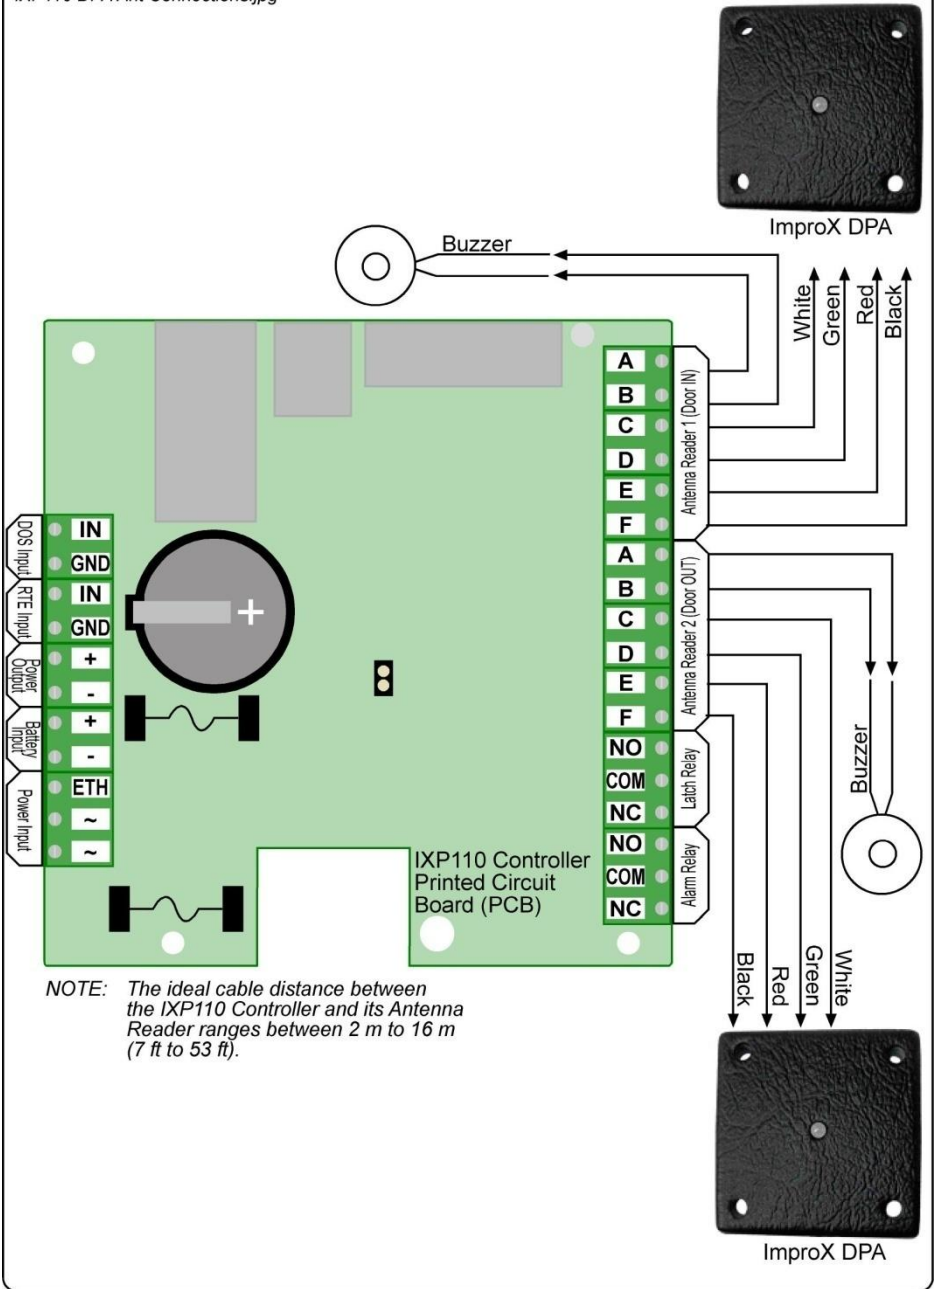 ImproX DPA
Buzzer
White
Green
Red
Black
A
B
C
D
E
F
Antenna Reader 1 (Door IN)
A
B
C
D
E
F
Antenna Reader 2 (Door OUT)
NO
COM
NC
Latch Relay
NO
COM
NC
Alarm Relay
DOS Input
IN
GND
RTE Input
IN
GND
Power
Output
+
-
Battery
Input
+
-
Power Input
ETH
~
~
+
IXP110 Controller
Printed Circuit
Board (PCB)
Buzzer
Black
Red
Green
White
NOTE: The ideal cable distance between
the IXP110 Controller and its Antenna
Reader ranges between 2 m to 16 m
(7 ft to 53 ft).
ImproX DPA